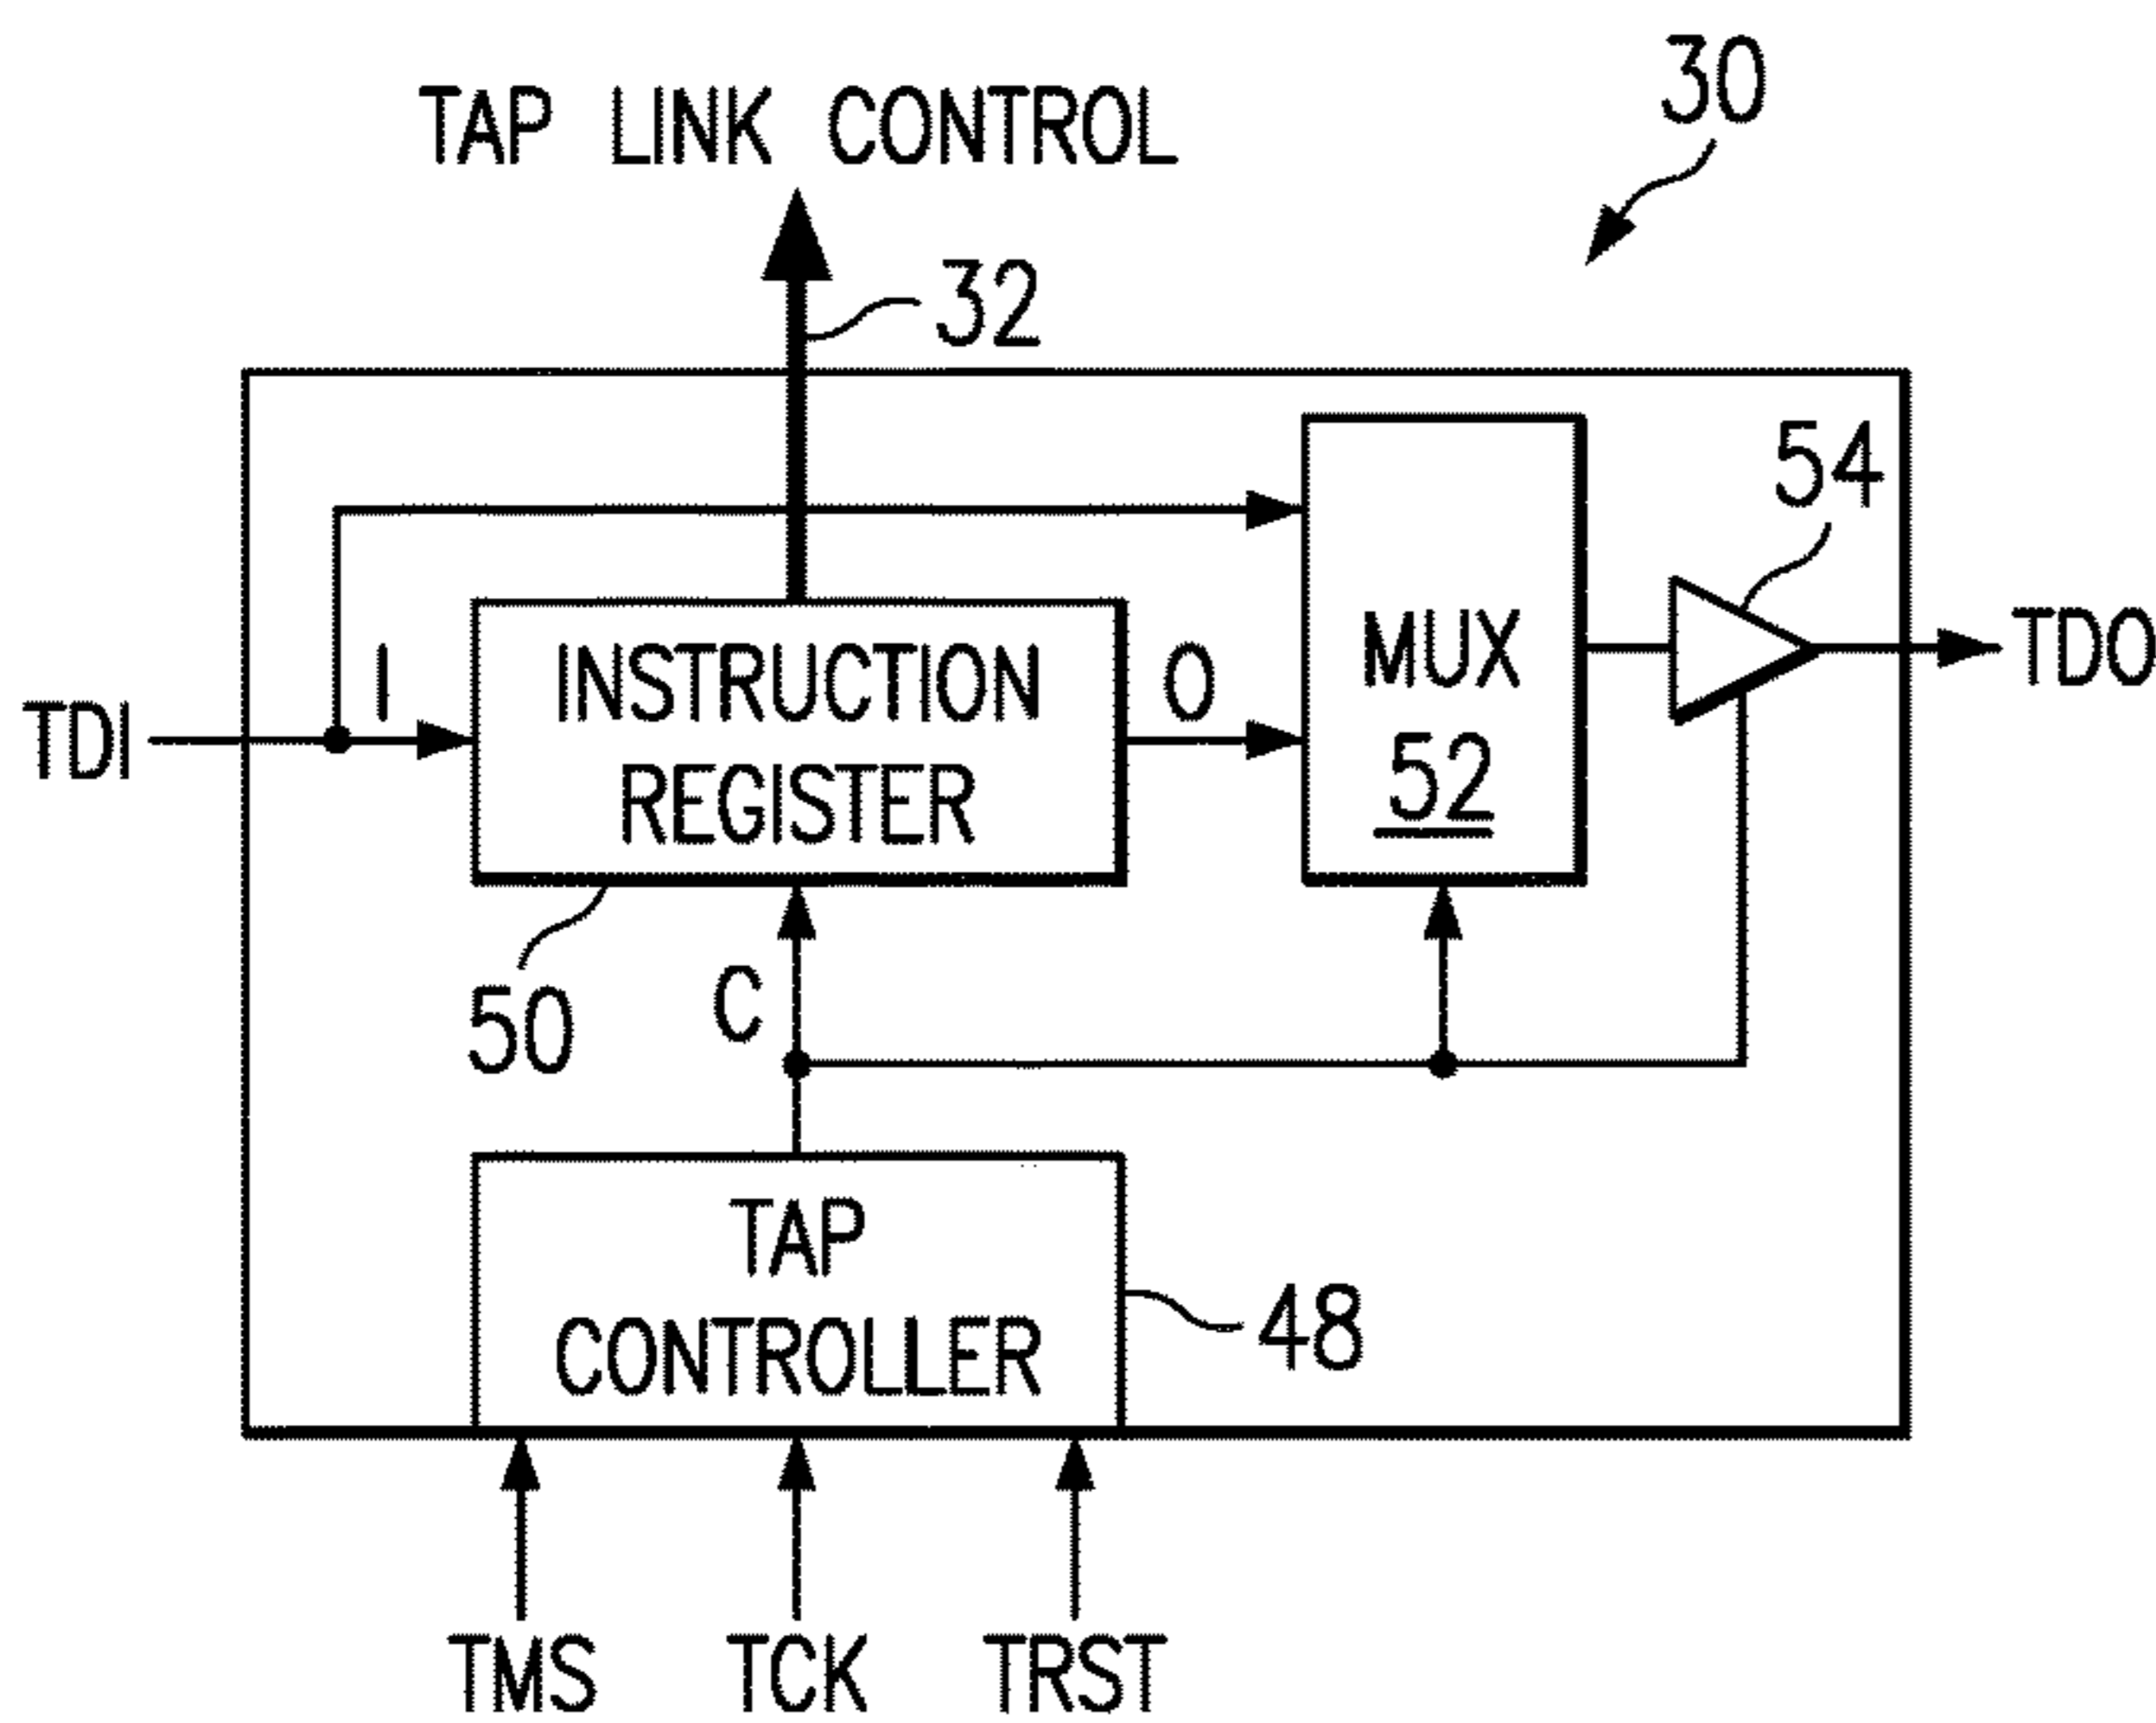 30
TAP LINK CONTROL
32
54
I
INSTRUCTION
REGISTER
O
MUX
52
TDO
TDI
50
C
TAP
CONTROLLER
48
TMS
TCK
TRST